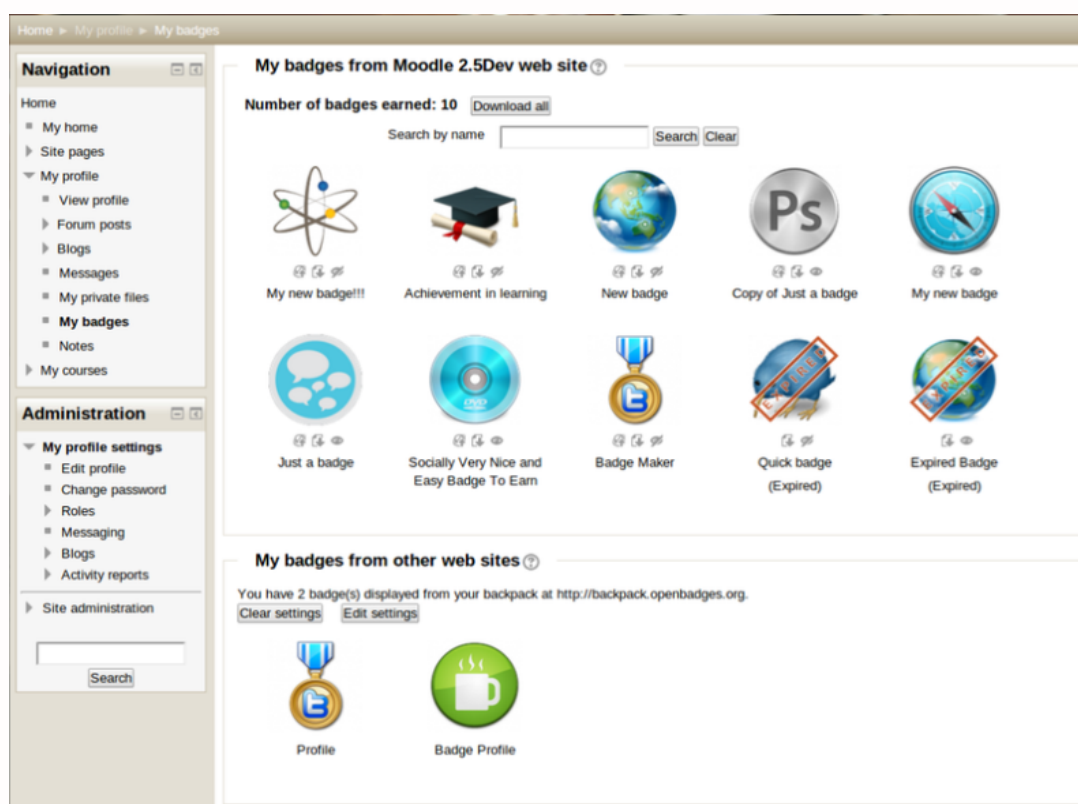 Home ► My profile ► My badges
Navigation
Home
My home
Site pages
My profile
View profile
Forum posts
Blogs
Messages
My private files
My badges
Notes
My courses
Administration
My profile settings
Edit profile
Change password
Roles
Messaging
Blogs
Activity reports
Site administration
Search
My badges from Moodle 2.5Dev web site ?
Number of badges earned: 10 Download all
Search by name Search Clear
Ps
My new badge!!! Achievement in learning New badge Copy of Just a badge My new badge
DVD
EXPIRED EXPIRED
Just a badge Socially Very Nice and Badge Maker Quick badge Expired Badge
Easy Badge To Earn (Expired) (Expired)
My badges from other web sites ?
You have 2 badge(s) displayed from your backpack at http://backpack.openbadges.org.
Clear settings Edit settings
Profile Badge Profile